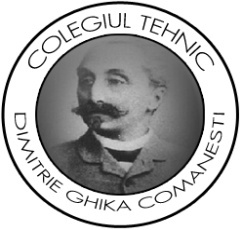 COLEGIUL TEHNIC
DIMITRIE GHIKA COMANESTI